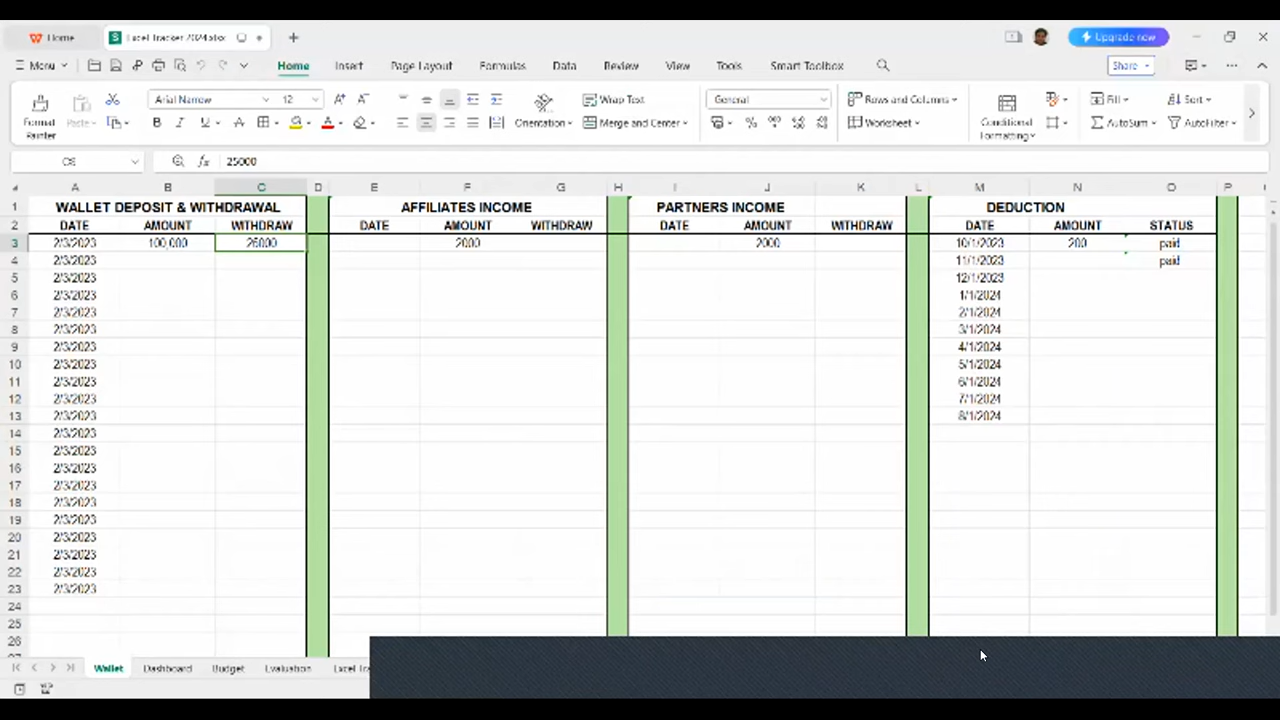 Home Excel Tracker 2024.xlsx Upgrade now
Menu Home Insert Page Layout Formulas Data Review View Tools Smart Toolbox Share
Format Painter Paste Arial Narrow 12 Wrap Text General Rows and Columns Fill Sort
Orientation Merge and Center Worksheet Conditional Formatting AutoSum AutoFilter
C3 fx 25000
A B C D E F G H I J K L M N O P
1 WALLET DEPOSIT & WITHDRAWAL AFFILIATES INCOME PARTNERS INCOME DEDUCTION
2 DATE AMOUNT WITHDRAW DATE AMOUNT WITHDRAW DATE AMOUNT WITHDRAW DATE AMOUNT STATUS
3 2/3/2023 100,000 25000 2000 2000 10/1/2023 200 paid
4 2/3/2023 11/1/2023 paid
5 2/3/2023 12/1/2023
6 2/3/2023 1/1/2024
7 2/3/2023 2/1/2024
8 2/3/2023 3/1/2024
9 2/3/2023 4/1/2024
10 2/3/2023 5/1/2024
11 2/3/2023 6/1/2024
12 2/3/2023 7/1/2024
13 2/3/2023 8/1/2024
14 2/3/2023
15 2/3/2023
16 2/3/2023
17 2/3/2023
18 2/3/2023
19 2/3/2023
20 2/3/2023
21 2/3/2023
22 2/3/2023
23 2/3/2023
24
25
26
Wallet Dashboard Budget Evaluation Excel Tra